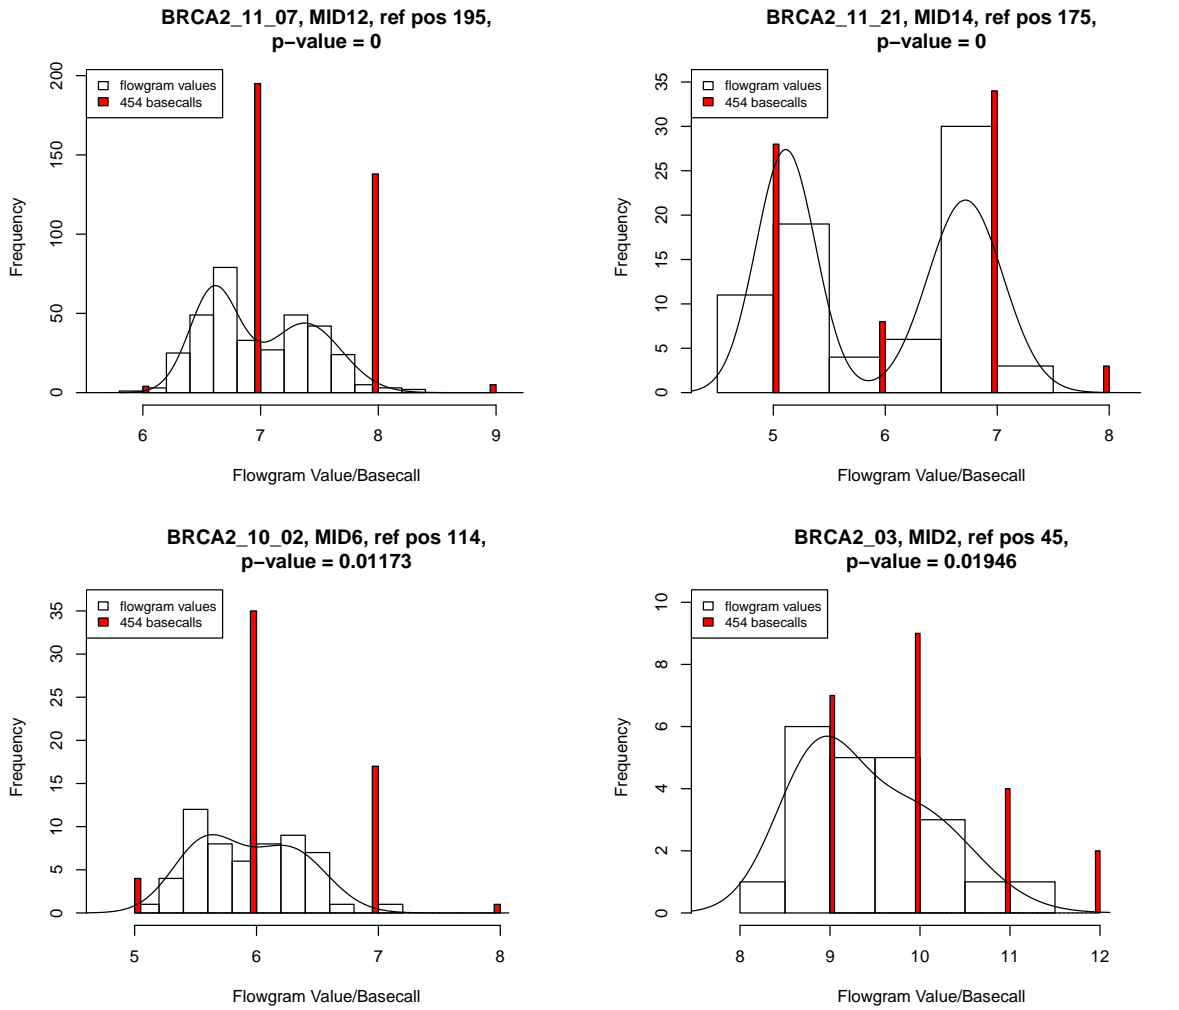 BRCA2_11_07, MID12, ref pos 195,
p−value = 0
flowgram values
454 basecalls
Frequency
0 50 100 150 200
6 7 8 9
Flowgram Value/Basecall
BRCA2_11_21, MID14, ref pos 175,
p−value = 0
flowgram values
454 basecalls
Frequency
0 5 10 15 20 25 30 35
5 6 7 8
Flowgram Value/Basecall
BRCA2_10_02, MID6, ref pos 114,
p−value = 0.01173
flowgram values
454 basecalls
Frequency
0 5 10 15 20 25 30 35
5 6 7 8
Flowgram Value/Basecall
BRCA2_03, MID2, ref pos 45,
p−value = 0.01946
flowgram values
454 basecalls
Frequency
0 2 4 6 8 10
8 9 10 11 12
Flowgram Value/Basecall